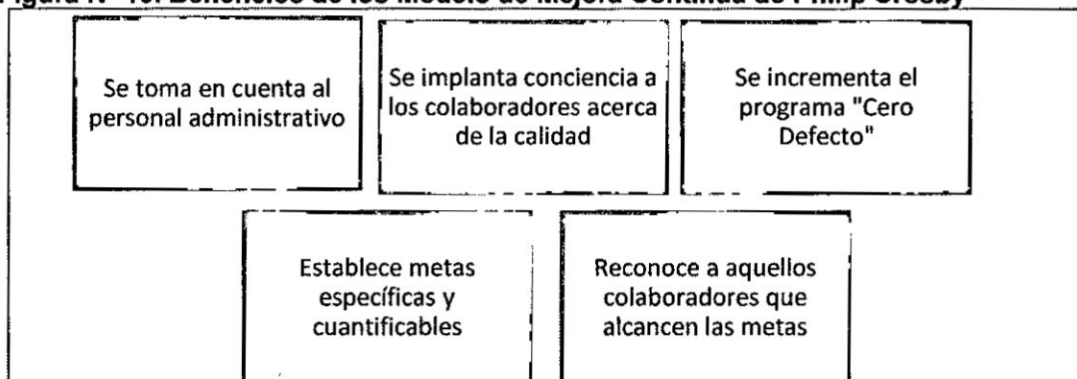 Figura N° 10. Beneficios de los Modelo de Mejora Continua de Philip Crosby
Se toma en cuenta al
personal administrativo
Se implanta conciencia a
los colaboradores acerca
de la calidad
Se incrementa el
programa "Cero
Defecto"
Establece metas
específicas y
cuantificables
Reconoce a aquellos
colaboradores que
alcancen las metas